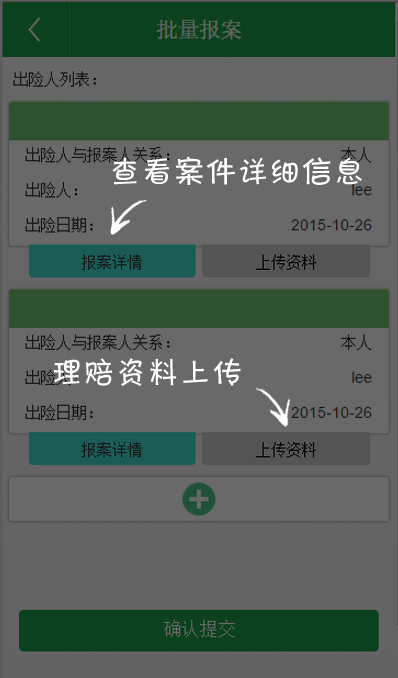 批量报案
出险人列表：
出险人与报案人关系： 本人
查看案件详细信息
出险人： lee
出险日期： 2015-10-26
报案详情 上传资料
出险人与报案人关系： 本人
理赔资料上传
出险 lee
出险日期： 2015-10-26
报案详情 上传资料
确认提交